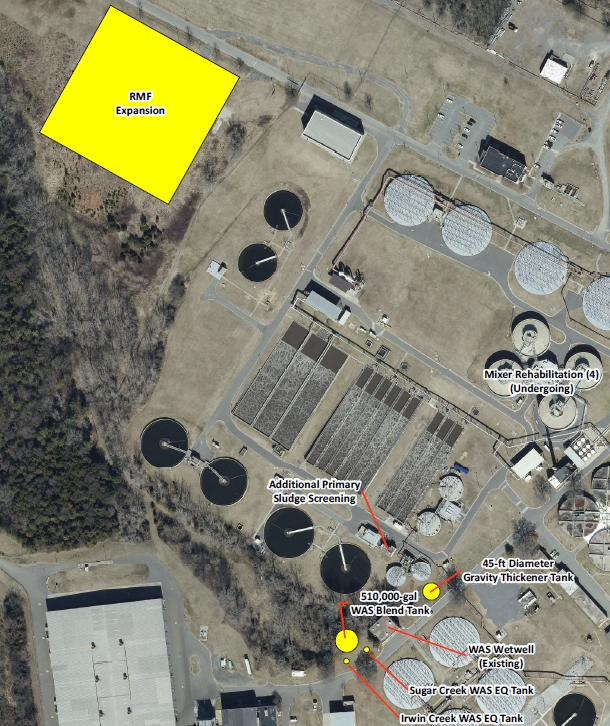 RMF
Expansion
Mixer Rehabilitation (4)
(Undergoing)
Additional Primary
Sludge Screening
45-ft Diameter
Gravity Thickener Tank
510,000-gal
WAS Blend Tank
WAS Wetwell
(Existing)
Sugar Creek WAS EQ Tank
Irwin Creek WAS EQ Tank